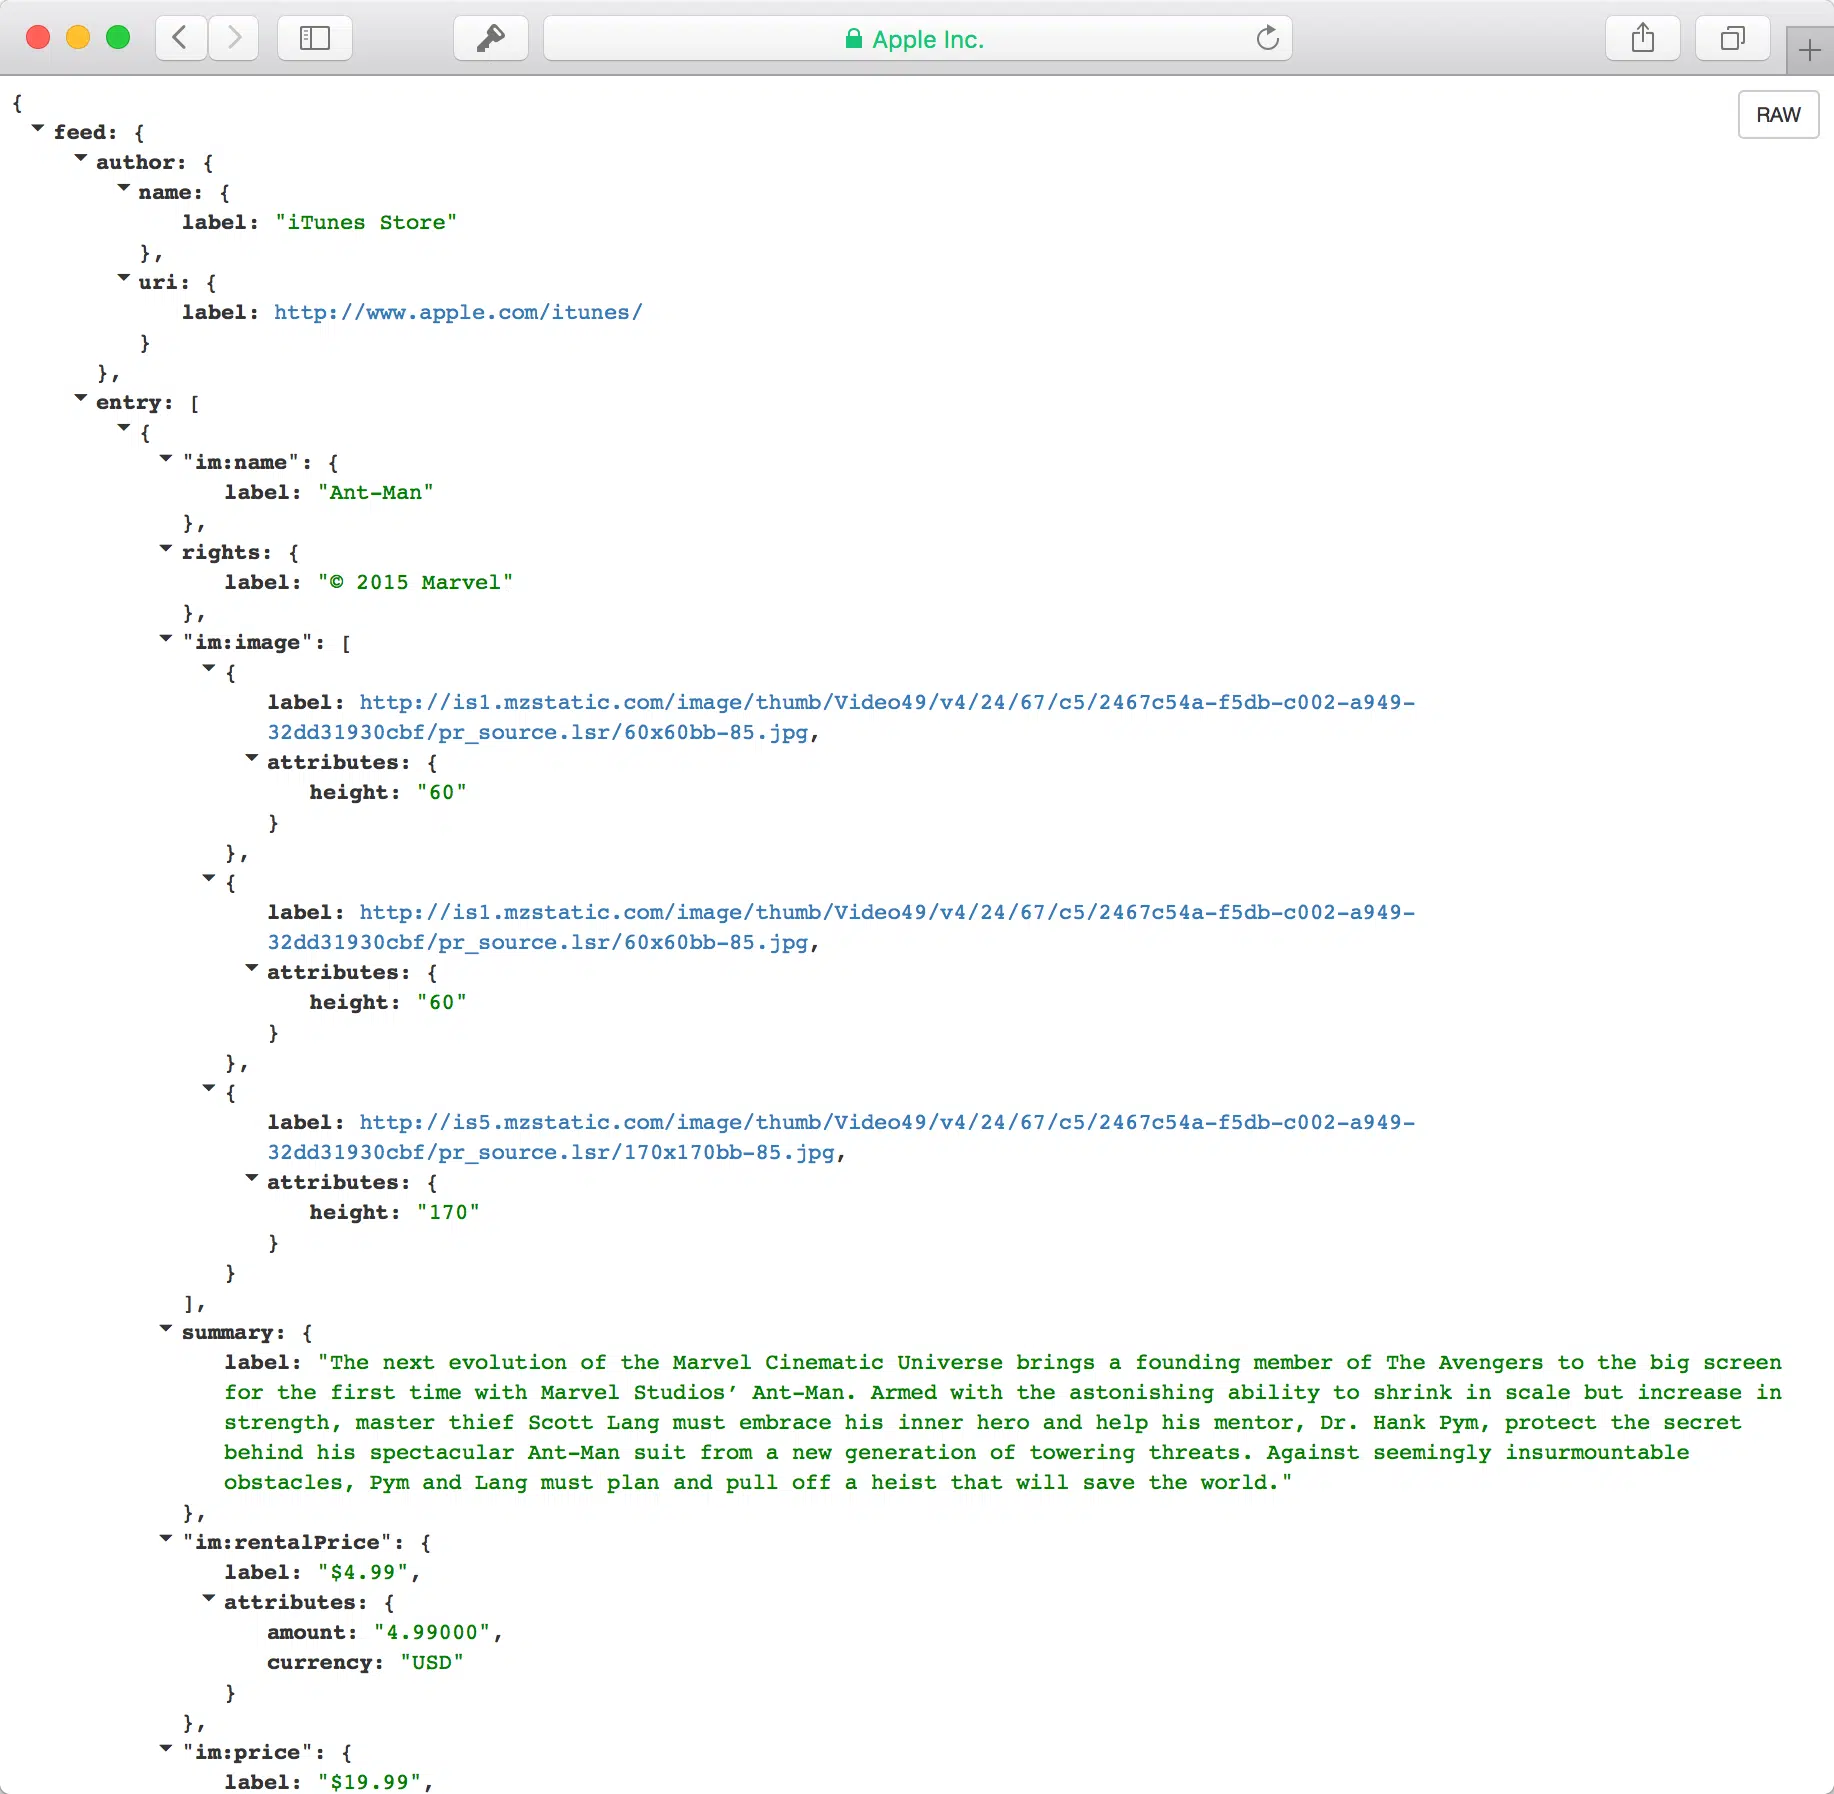 Apple Inc.
RAW
{
feed: {
author: {
name: {
label: "iTunes Store"
},
uri: {
label: http://www.apple.com/itunes/
}
},
entry: [
{
"im:name": {
label: "Ant-Man"
},
rights: {
label: "© 2015 Marvel"
},
"im:image": [
{
label: http://is1.mzstatic.com/image/thumb/Video49/v4/24/67/c5/2467c54a-f5db-c002-a949-
32dd31930cbf/pr_source.lsr/60x60bb-85.jpg,
attributes: {
height: "60"
}
},
{
label: http://is1.mzstatic.com/image/thumb/Video49/v4/24/67/c5/2467c54a-f5db-c002-a949-
32dd31930cbf/pr_source.lsr/60x60bb-85.jpg,
attributes: {
height: "60"
}
},
{
label: http://is5.mzstatic.com/image/thumb/Video49/v4/24/67/c5/2467c54a-f5db-c002-a949-
32dd31930cbf/pr_source.lsr/170x170bb-85.jpg,
attributes: {
height: "170"
}
}
],
summary: {
label: "The next evolution of the Marvel Cinematic Universe brings a founding member of The Avengers to the big screen
for the first time with Marvel Studios’ Ant-Man. Armed with the astonishing ability to shrink in scale but increase in
strength, master thief Scott Lang must embrace his inner hero and help his mentor, Dr. Hank Pym, protect the secret
behind his spectacular Ant-Man suit from a new generation of towering threats. Against seemingly insurmountable
obstacles, Pym and Lang must plan and pull off a heist that will save the world."
},
"im:rentalPrice": {
label: "$4.99",
attributes: {
amount: "4.99000",
currency: "USD"
}
},
"im:price": {
label: "$19.99",